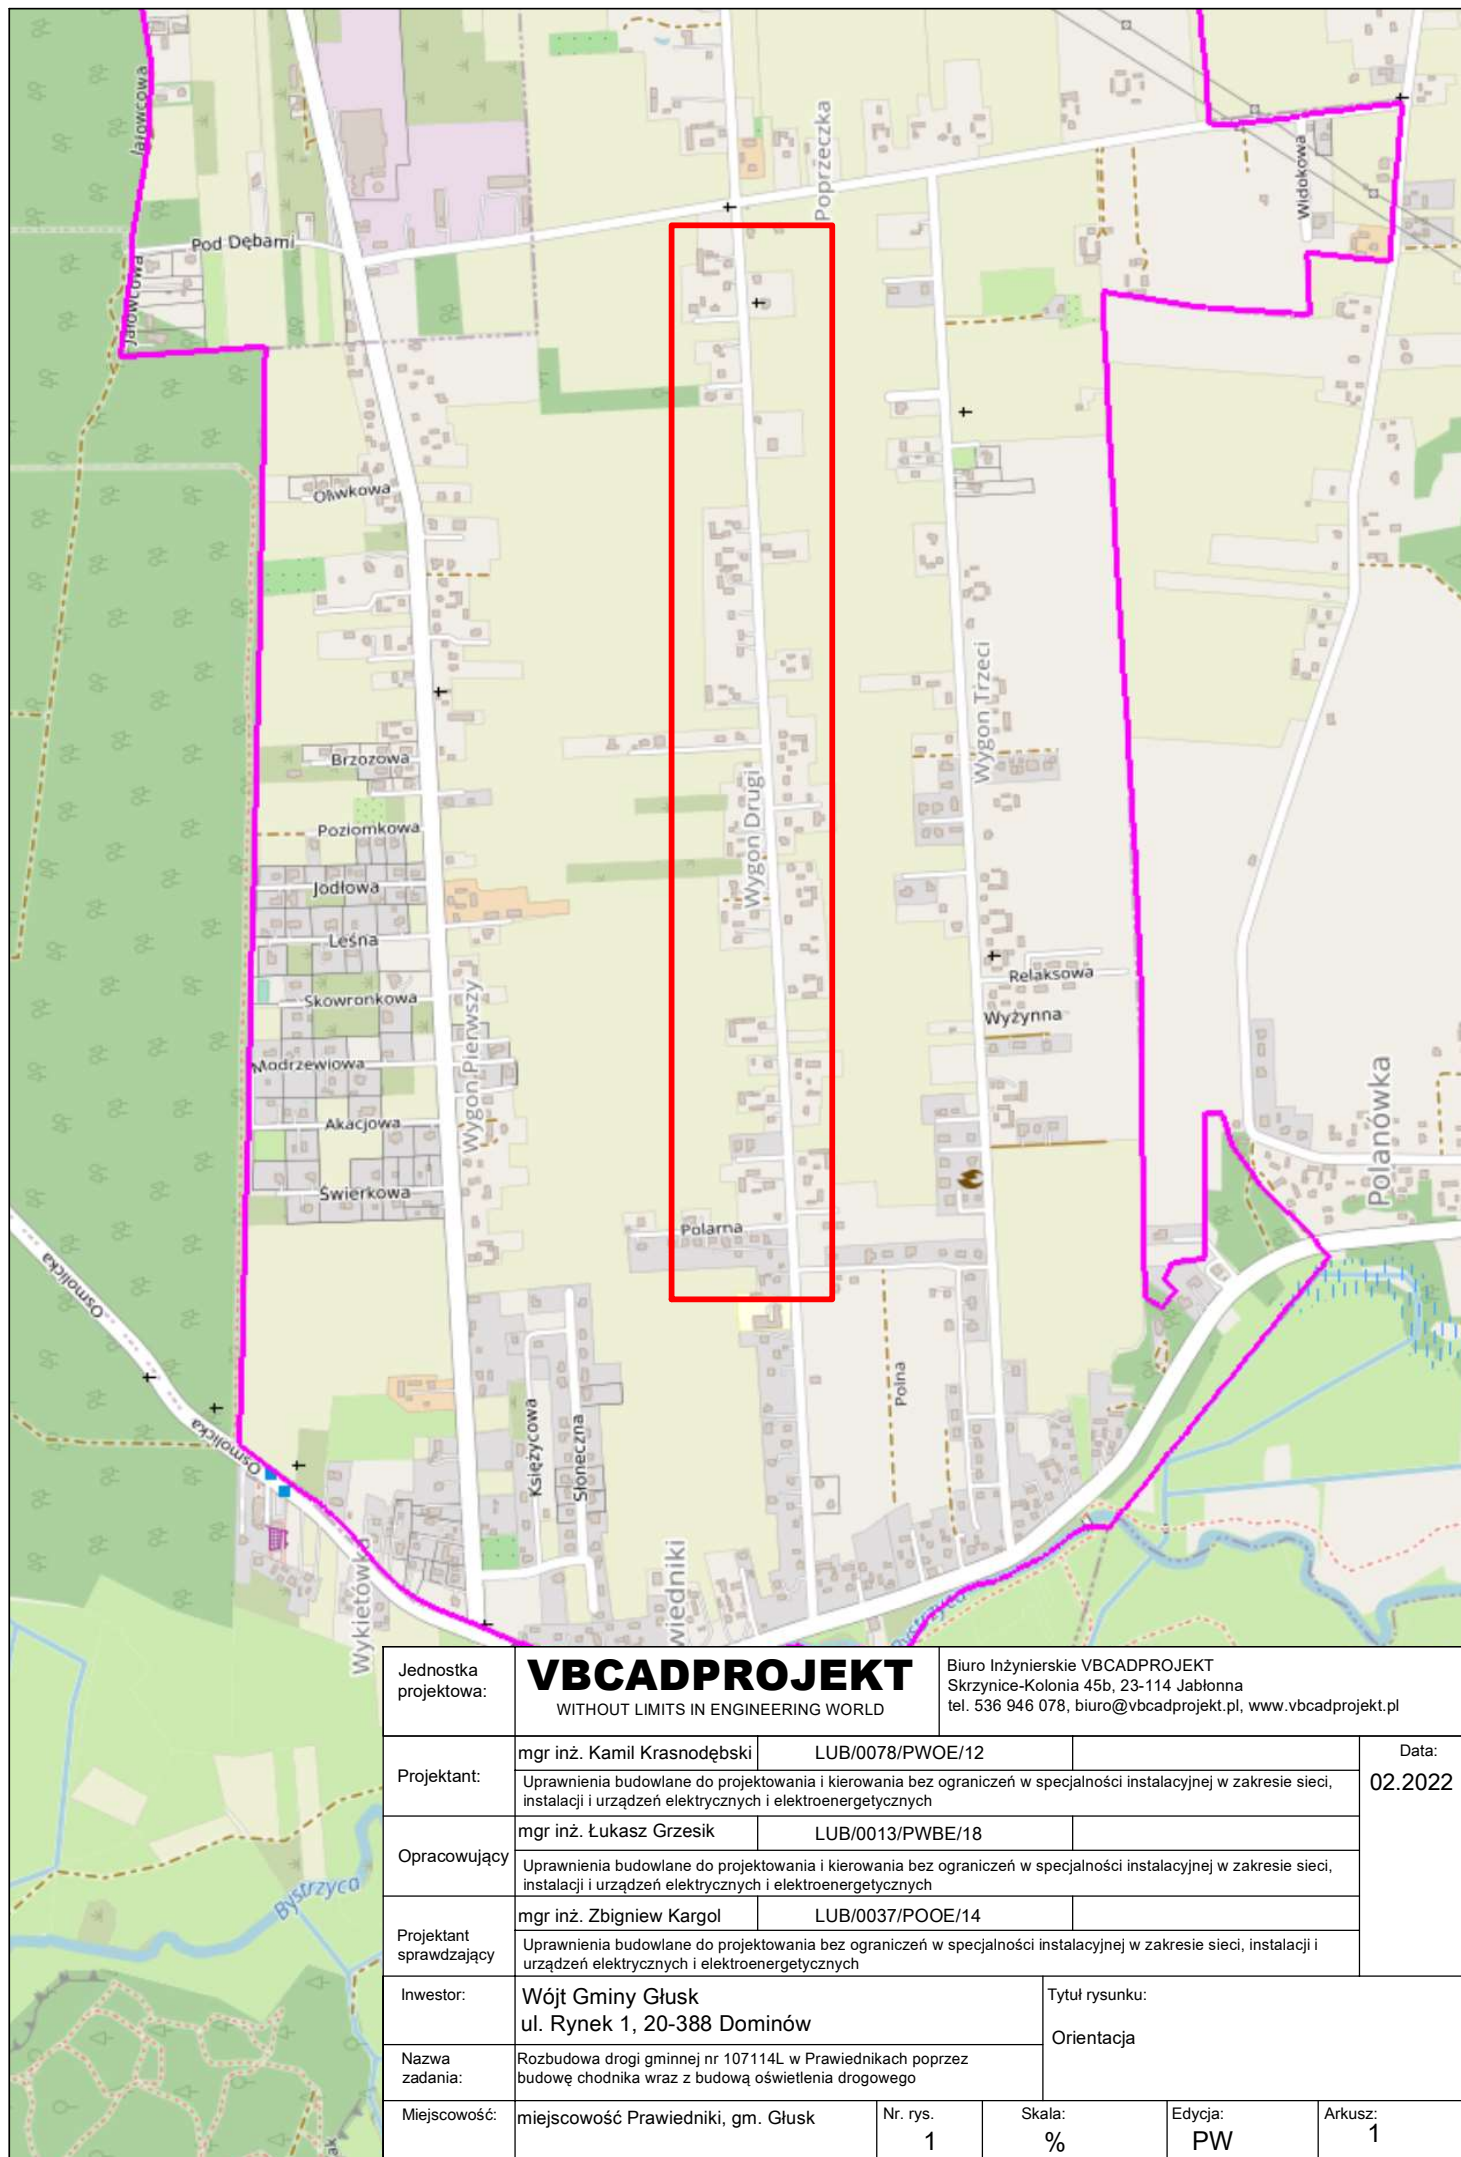 Jałowcowa
Poprzeczka
Widokowa
Pod Dębami
Jałowcowa
Oliwkowa
Wygon Trzeci
Brzozowa
Wygon Drugi
Poziomkowa
Jodłowa
Leśna
Relaksowa
Skowronkowa
Wyżynna
Wygon Pierwszy
Modrzewiowa
Polanówka
Akacjowa
Świerkowa
Polarna
Osmolicka
Polna
Księżycowa
Słoneczna
Osmolicka
Wykietówka
wiedniki
Bystrzyca
Bystrzyca
Jednostka
projektowa:
VBCADPROJEKT
WITHOUT LIMITS IN ENGINEERING WORLD
Biuro Inżynierskie VBCADPROJEKT
Skrzynice-Kolonia 45b, 23-114 Jabłonna
tel. 536 946 078, biuro@vbcadprojekt.pl, www.vbcadprojekt.pl
Projektant:
mgr inż. Kamil Krasnodębski LUB/0078/PWOE/12
Uprawnienia budowlane do projektowania i kierowania bez ograniczeń w specjalności instalacyjnej w zakresie sieci,
instalacji i urządzeń elektrycznych i elektroenergetycznych
Data:
02.2022
Opracowujący
mgr inż. Łukasz Grzesik LUB/0013/PWBE/18
Uprawnienia budowlane do projektowania i kierowania bez ograniczeń w specjalności instalacyjnej w zakresie sieci,
instalacji i urządzeń elektrycznych i elektroenergetycznych
Projektant
sprawdzający
mgr inż. Zbigniew Kargol LUB/0037/POOE/14
Uprawnienia budowlane do projektowania bez ograniczeń w specjalności instalacyjnej w zakresie sieci, instalacji i
urządzeń elektrycznych i elektroenergetycznych
Inwestor:
Wójt Gminy Głusk
ul. Rynek 1, 20-388 Dominów
Tytuł rysunku:
Orientacja
Nazwa
zadania:
Rozbudowa drogi gminnej nr 107114L w Prawiednikach poprzez
budowę chodnika wraz z budową oświetlenia drogowego
Miejscowość:
miejscowość Prawiedniki, gm. Głusk
Nr. rys.
1
Skala:
%
Edycja:
PW
Arkusz:
1